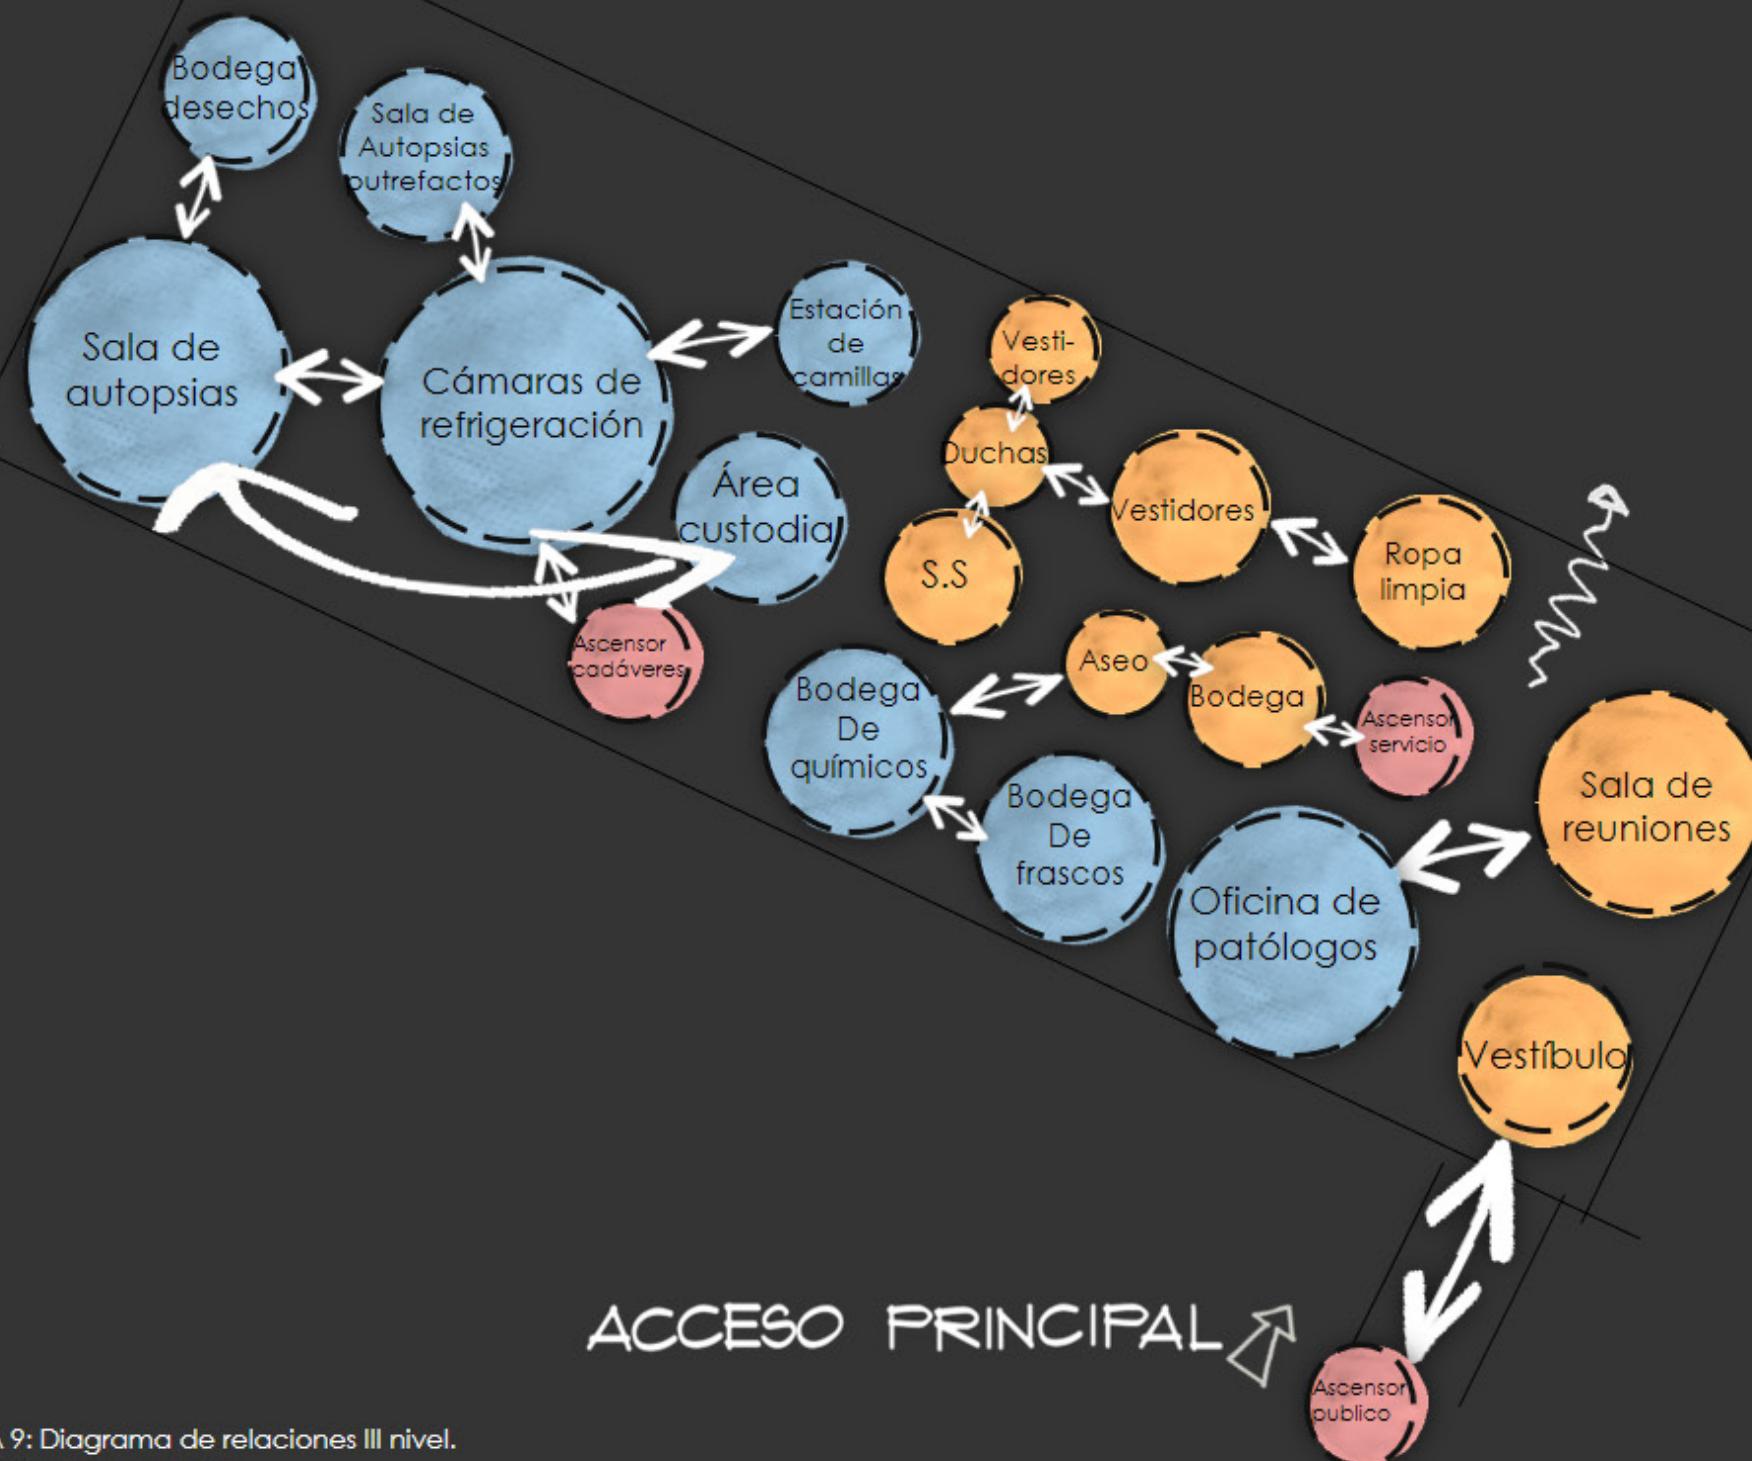 Bodega
desechos
Sala de
Autopsias
putrefactos
Sala de
autopsias
Cámaras de
refrigeración
Estación
de
camillas
Área
custodia
Ascensor
cadáveres
Vesti-
dores
Duchas
Vestidores
S.S
Ropa
limpia
Aseo
Bodega
Ascensor
servicio
Bodega
De
químicos
Bodega
De
frascos
Sala de
reuniones
Oficina de
patólogos
Vestíbulo
ACCESO PRINCIPAL
Ascensor
publico
9: Diagrama de relaciones III nivel.